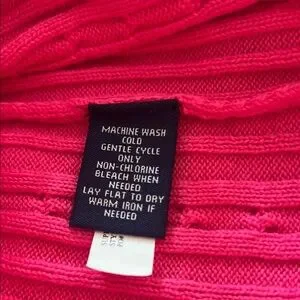 MACHINE WASH
COLD
GENTLE CYCLE
ONLY
NON-CHLORINE
BLEACH WHEN
NEEDED
LAY FLAT TO DRY
WARM IRON IF
NEEDED